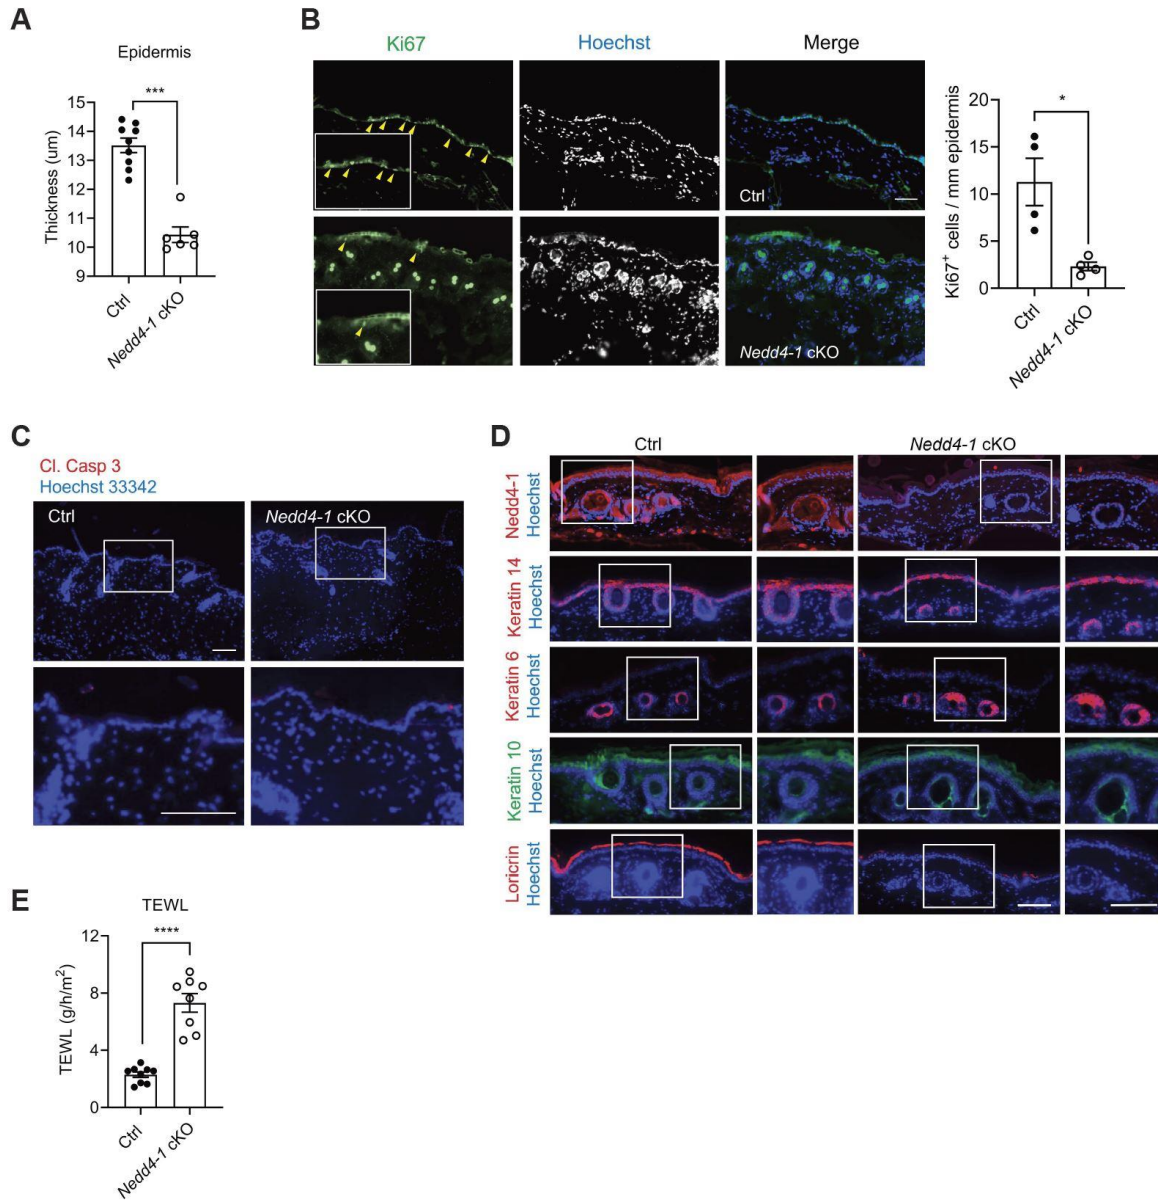 A
Epidermis
***
Thickness (um)
15
14
13
12
11
10
9
Ctrl
Nedd4-1 cKO
B
Ki67
Hoechst
Merge
Ctrl
Nedd4-1 cKO
*
Ki67+ cells / mm epidermis
20
15
10
5
0
Ctrl
Nedd4-1 cKO
C
Cl. Casp 3
Hoechst 33342
Ctrl
Nedd4-1 cKO
D
Ctrl
Nedd4-1 cKO
Nedd4-1
Hoechst
Keratin 14
Hoechst
Keratin 6
Hoechst
Keratin 10
Hoechst
Loricrin
Hoechst
E
TEWL
****
TEWL (g/h/m²)
12
8
4
0
Ctrl
Nedd4-1 cKO